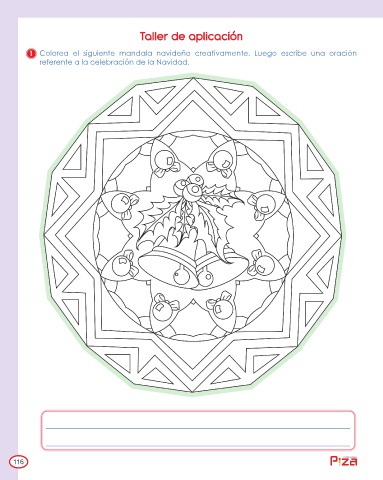 Taller de aplicación
1 Colorea el siguiente mandala navideño creativamente. Luego escribe una oración
referente a la celebración de la Navidad.
116
Piza